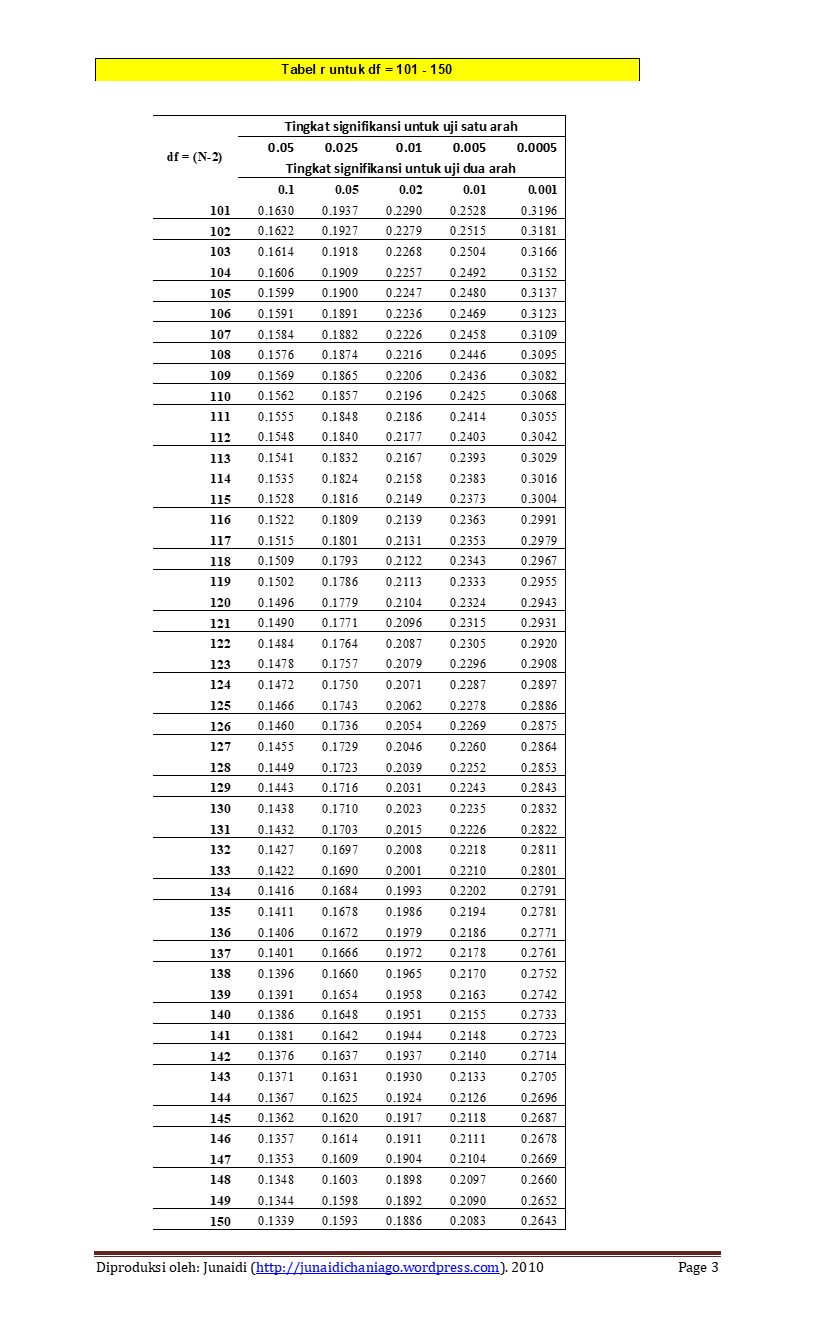 Tabel r untuk df = 101 - 150
Tingkat signifikansi untuk uji satu arah
df = (N-2)
0.05 0.025 0.01 0.005 0.0005
Tingkat signifikansi untuk uji dua arah
0.1 0.05 0.02 0.01 0.001
101 0.1630 0.1937 0.2290 0.2528 0.3196
102 0.1622 0.1927 0.2279 0.2515 0.3181
103 0.1614 0.1918 0.2268 0.2504 0.3166
104 0.1606 0.1909 0.2257 0.2492 0.3152
105 0.1599 0.1900 0.2247 0.2480 0.3137
106 0.1591 0.1891 0.2236 0.2469 0.3123
107 0.1584 0.1882 0.2226 0.2458 0.3109
108 0.1576 0.1874 0.2216 0.2446 0.3095
109 0.1569 0.1865 0.2206 0.2436 0.3082
110 0.1562 0.1857 0.2196 0.2425 0.3068
111 0.1555 0.1848 0.2186 0.2414 0.3055
112 0.1548 0.1840 0.2177 0.2403 0.3042
113 0.1541 0.1832 0.2167 0.2393 0.3029
114 0.1535 0.1824 0.2158 0.2383 0.3016
115 0.1528 0.1816 0.2149 0.2373 0.3004
116 0.1522 0.1809 0.2139 0.2363 0.2991
117 0.1515 0.1801 0.2131 0.2353 0.2979
118 0.1509 0.1793 0.2122 0.2343 0.2967
119 0.1502 0.1786 0.2113 0.2333 0.2955
120 0.1496 0.1779 0.2104 0.2324 0.2943
121 0.1490 0.1771 0.2096 0.2315 0.2931
122 0.1484 0.1764 0.2087 0.2305 0.2920
123 0.1478 0.1757 0.2079 0.2296 0.2908
124 0.1472 0.1750 0.2071 0.2287 0.2897
125 0.1466 0.1743 0.2062 0.2278 0.2886
126 0.1460 0.1736 0.2054 0.2269 0.2875
127 0.1455 0.1729 0.2046 0.2260 0.2864
128 0.1449 0.1723 0.2039 0.2252 0.2853
129 0.1443 0.1716 0.2031 0.2243 0.2843
130 0.1438 0.1710 0.2023 0.2235 0.2832
131 0.1432 0.1703 0.2015 0.2226 0.2822
132 0.1427 0.1697 0.2008 0.2218 0.2811
133 0.1422 0.1690 0.2001 0.2210 0.2801
134 0.1416 0.1684 0.1993 0.2202 0.2791
135 0.1411 0.1678 0.1986 0.2194 0.2781
136 0.1406 0.1672 0.1979 0.2186 0.2771
137 0.1401 0.1666 0.1972 0.2178 0.2761
138 0.1396 0.1660 0.1965 0.2170 0.2752
139 0.1391 0.1654 0.1958 0.2163 0.2742
140 0.1386 0.1648 0.1951 0.2155 0.2733
141 0.1381 0.1642 0.1944 0.2148 0.2723
142 0.1376 0.1637 0.1937 0.2140 0.2714
143 0.1371 0.1631 0.1930 0.2133 0.2705
144 0.1367 0.1625 0.1924 0.2126 0.2696
145 0.1362 0.1620 0.1917 0.2118 0.2687
146 0.1357 0.1614 0.1911 0.2111 0.2678
147 0.1353 0.1609 0.1904 0.2104 0.2669
148 0.1348 0.1603 0.1898 0.2097 0.2660
149 0.1344 0.1598 0.1892 0.2090 0.2652
150 0.1339 0.1593 0.1886 0.2083 0.2643
Diproduksi oleh: Junaidi (http://junaidichaniago.wordpress.com). 2010 Page 3